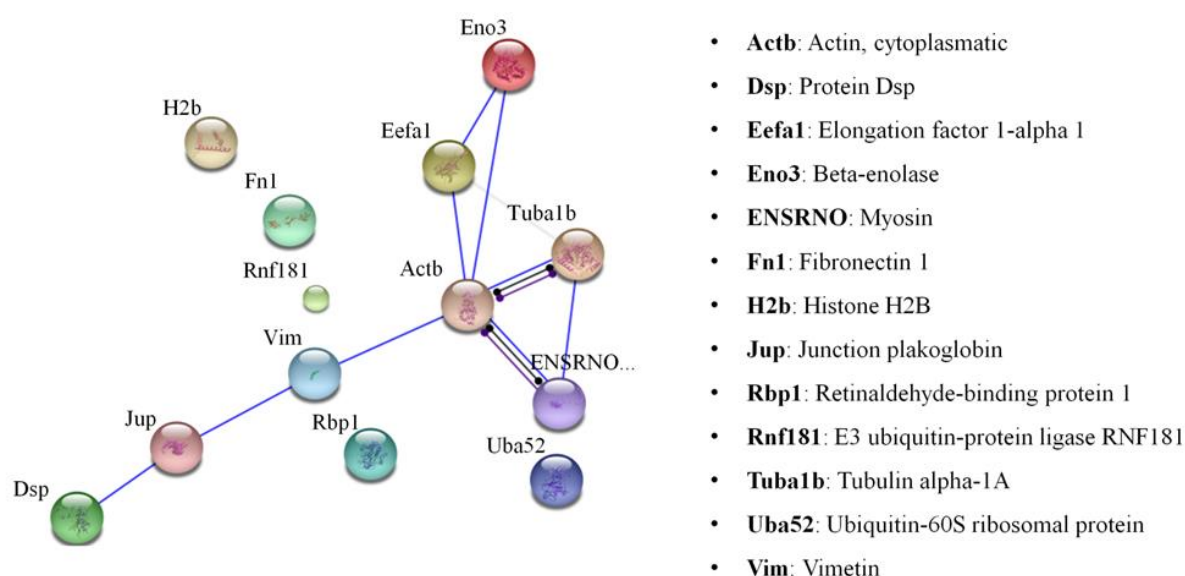 Eno3
H2b
Eefa1
Fn1
Tuba1b
Rnf181
Actb
Vim
ENSRNO...
Jup
Rbp1
Uba52
Dsp
• Actb: Actin, cytoplasmatic
• Dsp: Protein Dsp
• Eefa1: Elongation factor 1-alpha 1
• Eno3: Beta-enolase
• ENSRNO: Myosin
• Fn1: Fibronectin 1
• H2b: Histone H2B
• Jup: Junction plakoglobin
• Rbp1: Retinaldehyde-binding protein 1
• Rnf181: E3 ubiquitin-protein ligase RNF181
• Tuba1b: Tubulin alpha-1A
• Uba52: Ubiquitin-60S ribosomal protein
• Vim: Vimetin